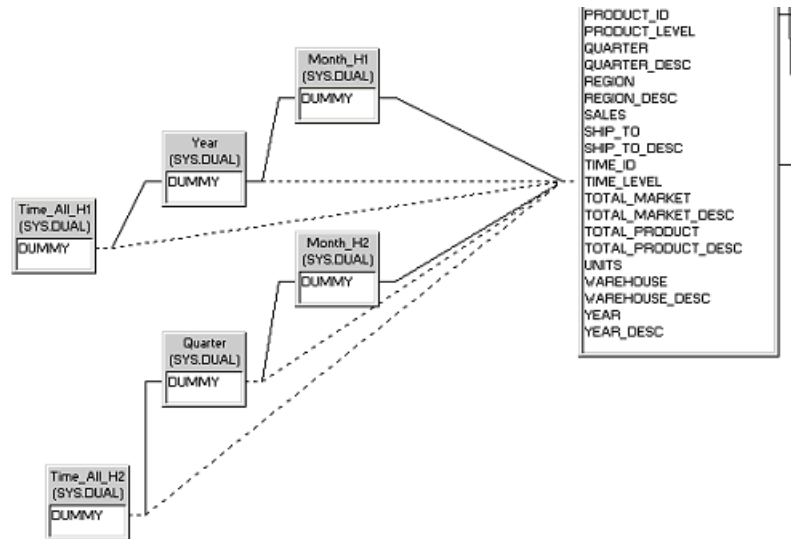 Month_H1
(SYS.DUAL)
DUMMY
Year
(SYS.DUAL)
DUMMY
Time_All_H1
(SYS.DUAL)
DUMMY
Month_H2
(SYS.DUAL)
DUMMY
Quarter
(SYS.DUAL)
DUMMY
Time_All_H2
(SYS.DUAL)
DUMMY
PRODUCT_ID
PRODUCT_LEVEL
QUARTER
QUARTER_DESC
REGION
REGION_DESC
SALES
SHIP_TO
SHIP_TO_DESC
TIME_ID
TIME_LEVEL
TOTAL_MARKET
TOTAL_MARKET_DESC
TOTAL_PRODUCT
TOTAL_PRODUCT_DESC
UNITS
WAREHOUSE
WAREHOUSE_DESC
YEAR
YEAR_DESC